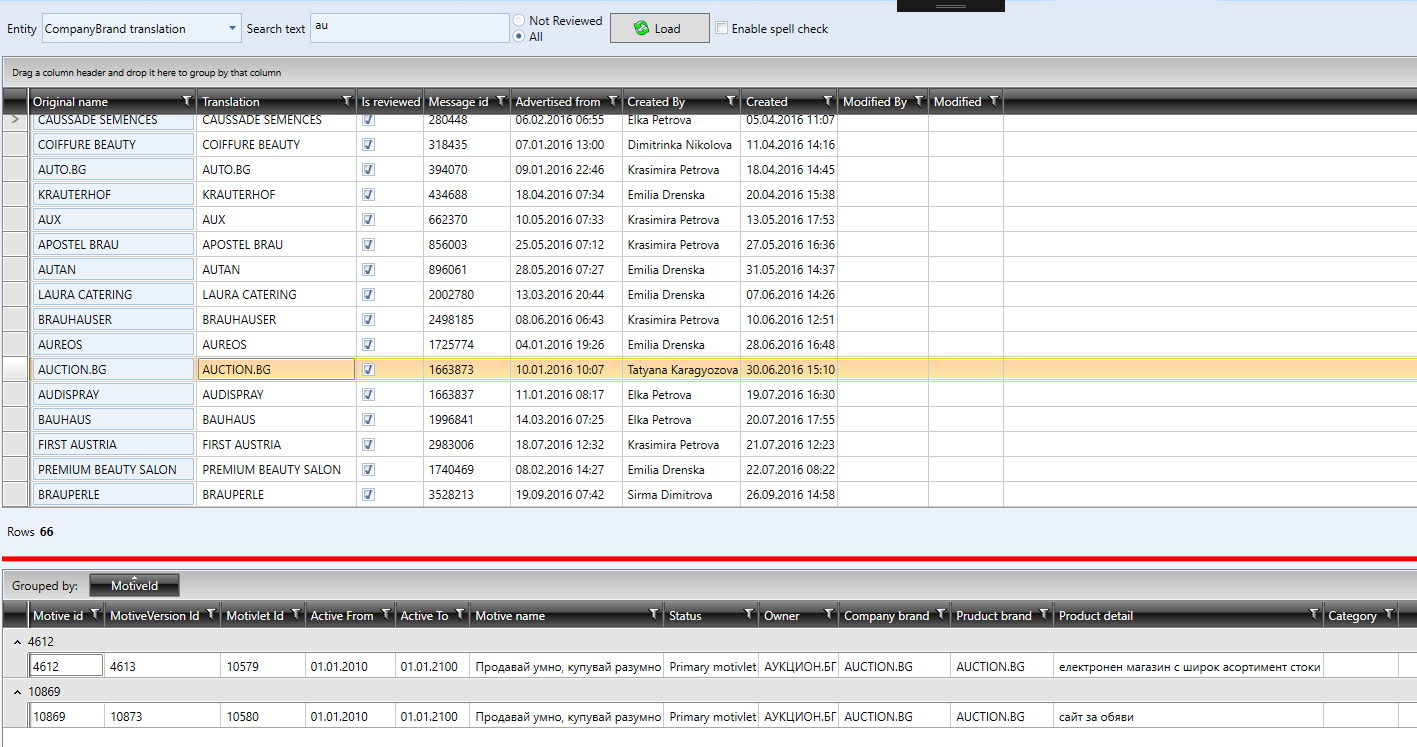 Entity CompanyBrand translation Search text au Not Reviewed All Load Enable spell check
Drag a column header and drop it here to group by that column
Original name Translation Is reviewed Message id Advertised from Created By Created Modified By Modified
CAUSSADE SEMENCES CAUSSADE SEMENCES 280448 06.02.2016 06:55 Elka Petrova 05.04.2016 11:07
COIFFURE BEAUTY COIFFURE BEAUTY 318435 07.01.2016 13:00 Dimitrinka Nikolova 11.04.2016 14:16
AUTO.BG AUTO.BG 394070 09.01.2016 22:46 Krasimira Petrova 18.04.2016 14:45
KRAUTERHOF KRAUTERHOF 434688 18.04.2016 07:34 Emilia Drenska 20.04.2016 15:38
AUX AUX 662370 10.05.2016 07:33 Krasimira Petrova 13.05.2016 17:53
APOSTEL BRAU APOSTEL BRAU 856003 25.05.2016 07:12 Krasimira Petrova 27.05.2016 16:36
AUTAN AUTAN 896061 28.05.2016 07:27 Emilia Drenska 31.05.2016 14:37
LAURA CATERING LAURA CATERING 2002780 13.03.2016 20:44 Emilia Drenska 07.06.2016 14:26
BRAUHAUSER BRAUHAUSER 2498185 08.06.2016 06:43 Krasimira Petrova 10.06.2016 12:51
AUREOS AUREOS 1725774 04.01.2016 19:26 Emilia Drenska 28.06.2016 16:48
AUCTION.BG AUCTION.BG 1663873 10.01.2016 10:07 Tatyana Karagyozova 30.06.2016 15:10
AUDISPRAY AUDISPRAY 1663837 11.01.2016 08:17 Elka Petrova 19.07.2016 16:30
BAUHAUS BAUHAUS 1996841 14.03.2016 07:25 Elka Petrova 20.07.2016 17:55
FIRST AUSTRIA FIRST AUSTRIA 2983006 18.07.2016 12:32 Krasimira Petrova 21.07.2016 12:23
PREMIUM BEAUTY SALON PREMIUM BEAUTY SALON 1740469 08.02.2016 14:27 Emilia Drenska 22.07.2016 08:22
BRAUPERLE BRAUPERLE 3528213 19.09.2016 07:42 Sirma Dimitrova 26.09.2016 14:58
Rows 66
Grouped by: MotiveId
Motive id MotiveVersion Id Motivlet Id Active From Active To Motive name Status Owner Company brand Pruduct brand Product detail Category
4612
4612 4613 10579 01.01.2010 01.01.2100 Продавай умно, купувай разумно Primary motivlet АУКЦИОН.БГ AUCTION.BG AUCTION.BG електронен магазин с широк асортимент стоки
10869
10869 10873 10580 01.01.2010 01.01.2100 Продавай умно, купувай разумно Primary motivlet АУКЦИОН.БГ AUCTION.BG AUCTION.BG сайт за обяви